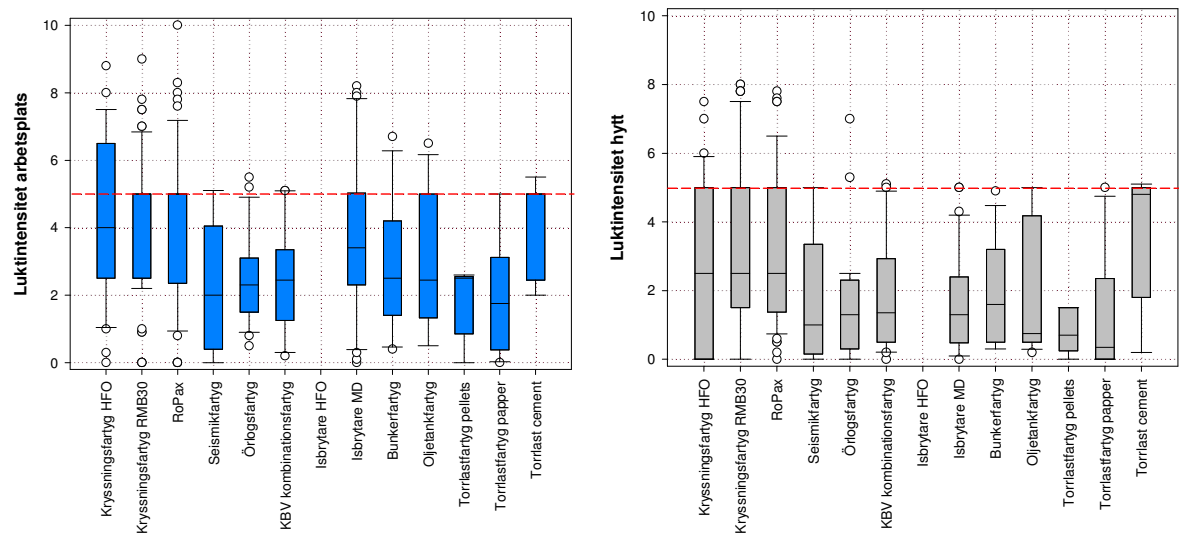 Luktintensitet arbetsplats
10
8
6
4
2
0
Kryssningsfartyg HFO
Kryssningsfartyg RMB30
RoPax
Seismikfartyg
Örlogsfartyg
KBV kombinationsfartyg
Isbrytare HFO
Isbrytare MD
Bunkerfartyg
Oljetankfartyg
Torrlastfartyg pellets
Torrlastfartyg papper
Torrlast cement
Luktintensitet hytt
10
8
6
4
2
0
Kryssningsfartyg HFO
Kryssningsfartyg RMB30
RoPax
Seismikfartyg
Örlogsfartyg
KBV kombinationsfartyg
Isbrytare HFO
Isbrytare MD
Bunkerfartyg
Oljetankfartyg
Torrlastfartyg pellets
Torrlastfartyg papper
Torrlast cement